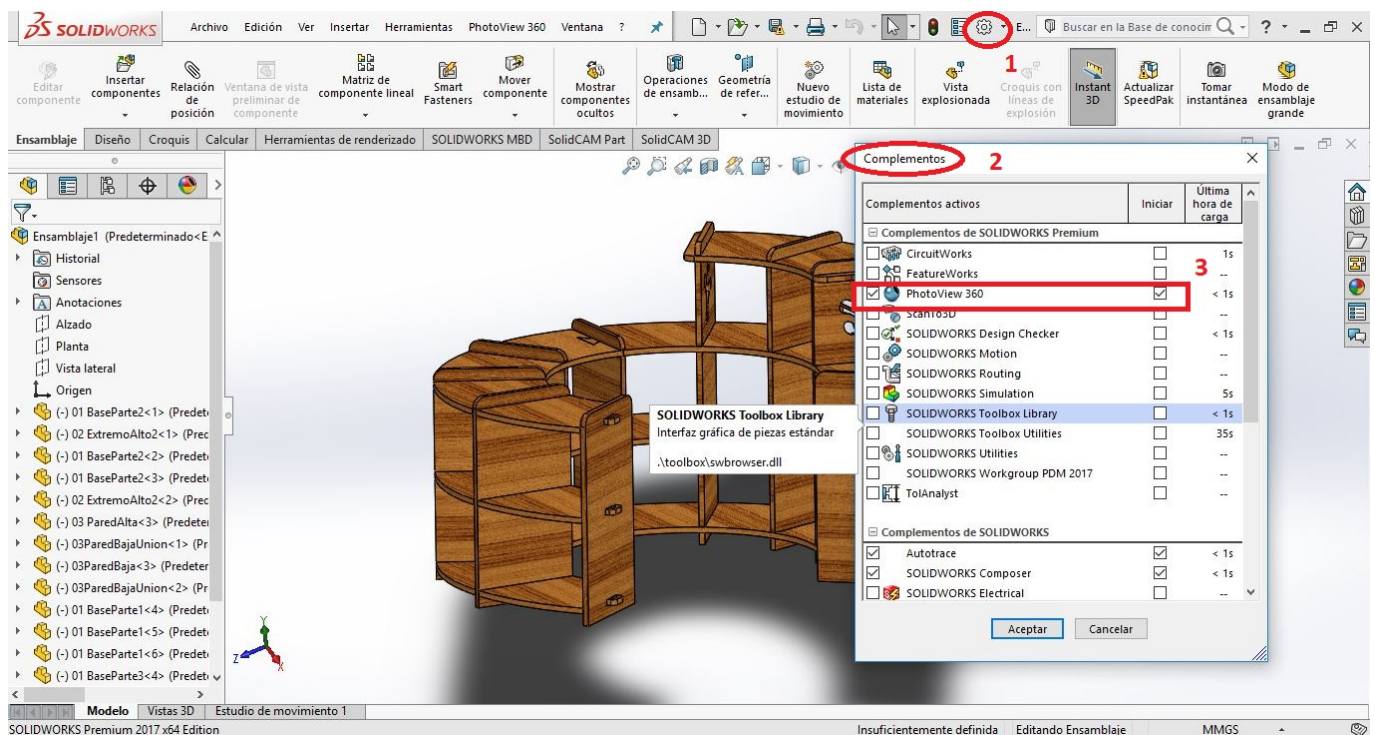 SOLIDWORKS Archivo Edición Ver Insertar Herramientas PhotoView 360 Ventana ? E... Buscar en la Base de conocim ?
1
Editar componente
Insertar componentes
Relación de posición
Ventana de vista preliminar de componente
Matriz de componente lineal
Smart Fasteners
Mover componente
Mostrar componentes ocultos
Operaciones de ensamb...
Geometría de refer...
Nuevo estudio de movimiento
Lista de materiales
Vista explosionada
Croquis con líneas de explosión
Instant 3D
Actualizar SpeedPak
Tomar instantánea
Modo de ensamblaje grande
Ensamblaje Diseño Croquis Calcular Herramientas de renderizado SOLIDWORKS MBD SolidCAM Part SolidCAM 3D
Ensamblaje1 (Predeterminado<E
Historial
Sensores
Anotaciones
Alzado
Planta
Vista lateral
Origen
(-) 01 BaseParte2<1> (Predet
(-) 02 ExtremoAlto2<1> (Prec
(-) 01 BaseParte2<2> (Predet
(-) 01 BaseParte2<3> (Predet
(-) 02 ExtremoAlto2<2> (Prec
(-) 03 ParedAlta<3> (Predeter
(-) 03ParedBajaUnion<1> (Pr
(-) 03ParedBaja<3> (Predeter
(-) 03ParedBajaUnion<2> (Pr
(-) 01 BaseParte1<4> (Predet
(-) 01 BaseParte1<5> (Predet
(-) 01 BaseParte1<6> (Predet
(-) 01 BaseParte3<4> (Predet
Y
Z
X
SOLIDWORKS Toolbox Library
Interfaz gráfica de piezas estándar
.\toolbox\swbrowser.dll
Complementos
2
Complementos activos Iniciar Última hora de carga
Complementos de SOLIDWORKS Premium
CircuitWorks 1s
FeatureWorks --
3
PhotoView 360 < 1s
ScanTo3D --
SOLIDWORKS Design Checker < 1s
SOLIDWORKS Motion --
SOLIDWORKS Routing --
SOLIDWORKS Simulation 5s
SOLIDWORKS Toolbox Library < 1s
SOLIDWORKS Toolbox Utilities 35s
SOLIDWORKS Utilities --
SOLIDWORKS Workgroup PDM 2017 --
TolAnalyst --
Complementos de SOLIDWORKS
Autotrace < 1s
SOLIDWORKS Composer < 1s
SOLIDWORKS Electrical --
Aceptar Cancelar
Modelo Vistas 3D Estudio de movimiento 1
SOLIDWORKS Premium 2017 x64 Edition Insuficientemente definida Editando Ensamblaje MMGS